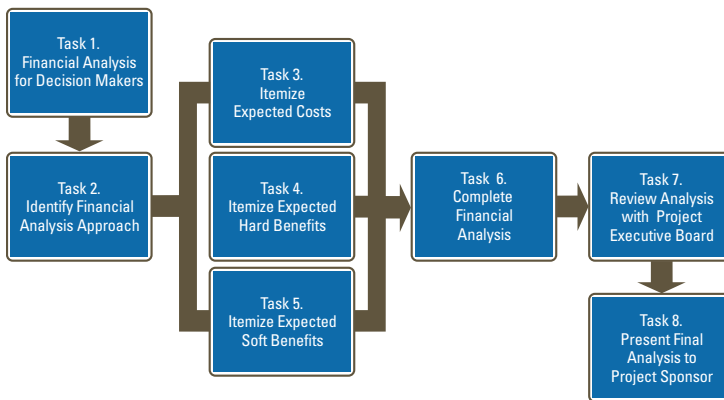 Task 1.
Financial Analysis
for Decision Makers
Task 2.
Identify Financial
Analysis Approach
Task 3.
Itemize
Expected Costs
Task 4.
Itemize Expected
Hard Benefits
Task 5.
Itemize Expected
Soft Benefits
Task 6.
Complete
Financial
Analysis
Task 7.
Review Analysis
with Project
Executive Board
Task 8.
Present Final
Analysis to
Project Sponsor